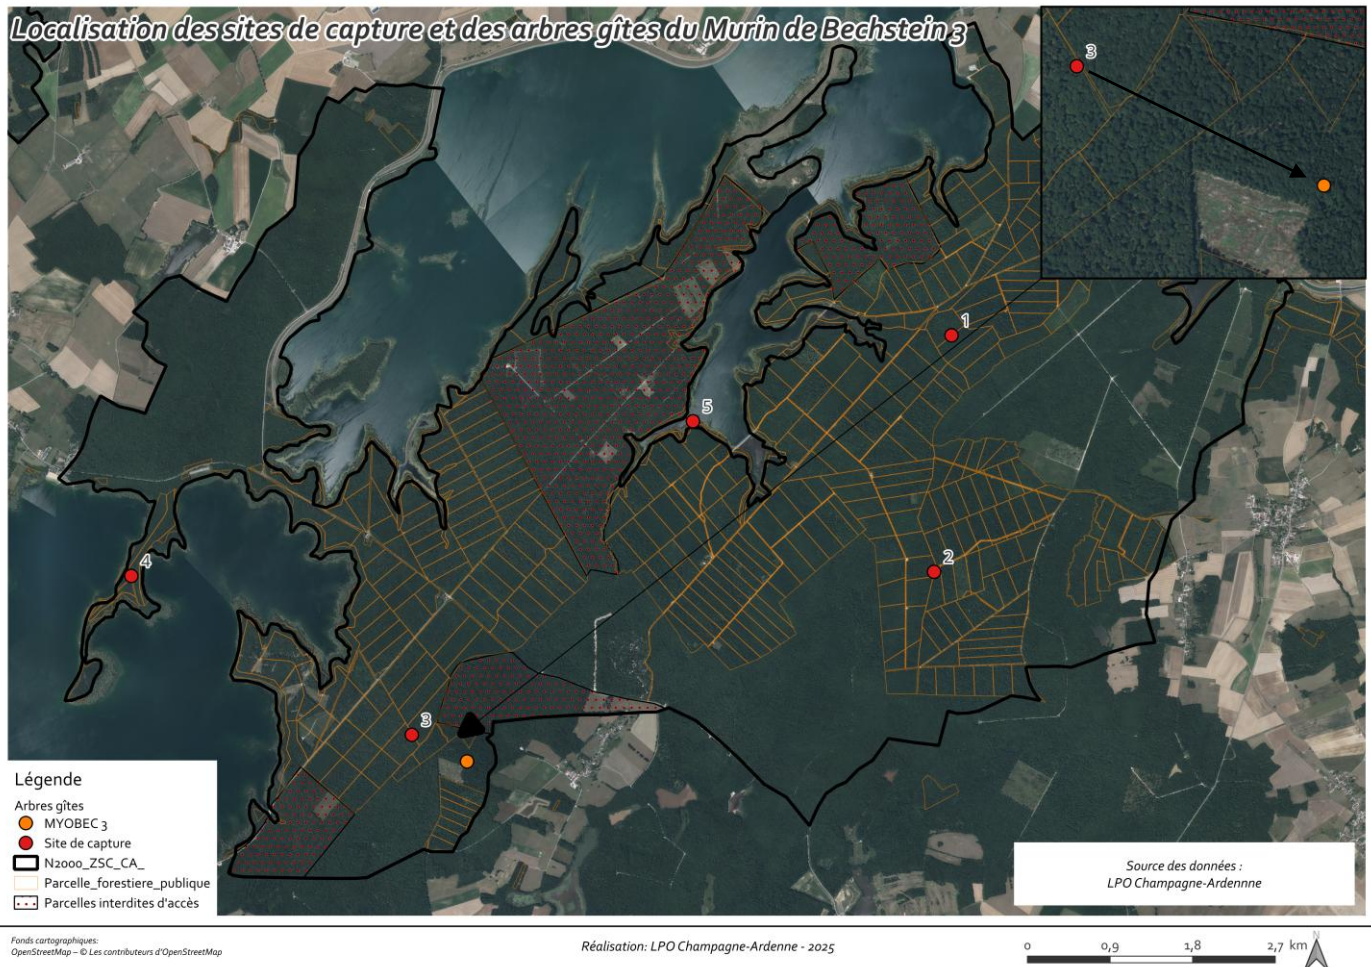 Localisation des sites de capture et des arbres gîtes du Murin de Bechstein 3
3
1
5
2
4
3
Légende
Arbres gîtes
MYOBEC 3
Site de capture
N2000_ZSC_CA_
Parcelle_forestiere_publique
Parcelles interdites d'accès
Source des données :
LPO Champagne-Ardennne
Fonds cartographiques:
OpenStreetMap – © Les contributeurs d'OpenStreetMap
Réalisation: LPO Champagne-Ardenne - 2025
0 0,9 1,8 2,7 km
N